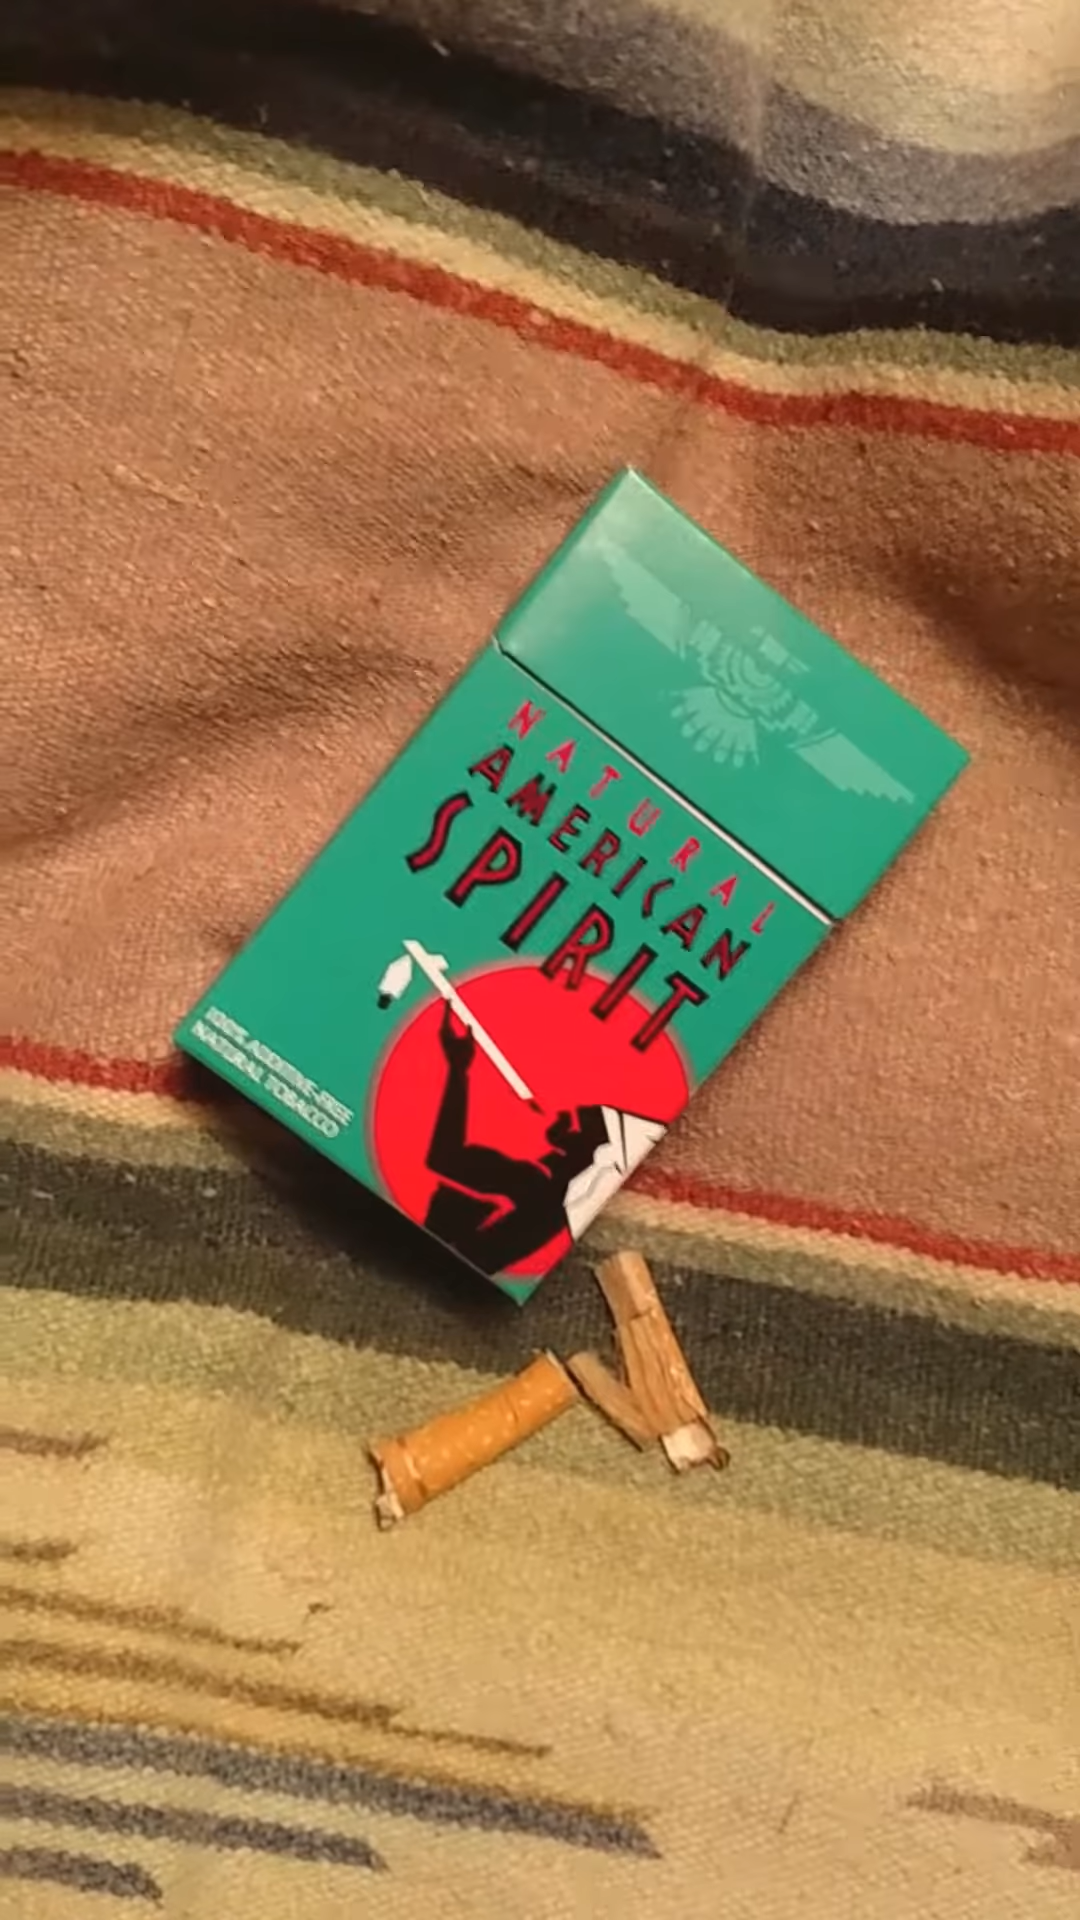 NATURAL
AMERICAN
SPIRIT
100% ADDITIVE-FREE
NATURAL TOBACCO